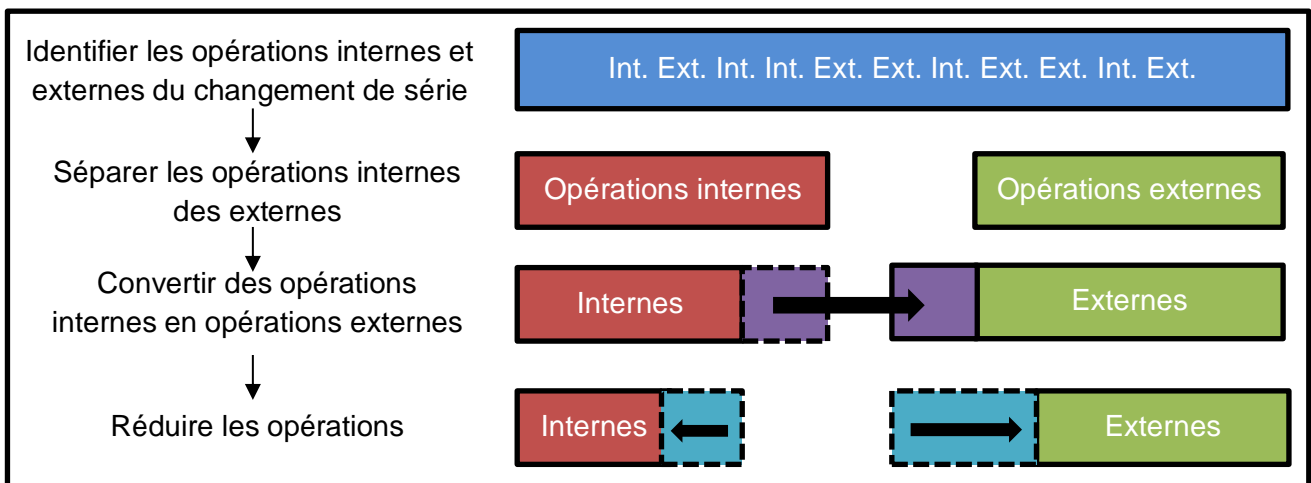 Identifier les opérations internes et
externes du changement de série
Int. Ext. Int. Int. Ext. Ext. Int. Ext. Ext. Int. Ext.
Séparer les opérations internes
des externes
Opérations internes
Opérations externes
Convertir des opérations
internes en opérations externes
Internes
Externes
Réduire les opérations
Internes
Externes